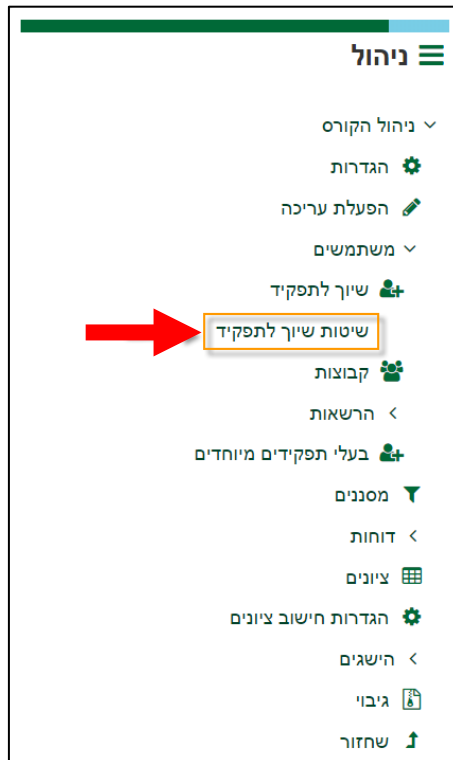 ניהול
ניהול הקורס
הגדרות
הפעלת עריכה
משתמשים
שיוך לתפקיד
שיטות שיוך לתפקיד
קבוצות
הרשאות
בעלי תפקידים מיוחדים
מסננים
דוחות
ציונים
הגדרות חישוב ציונים
הישגים
גיבוי
שחזור